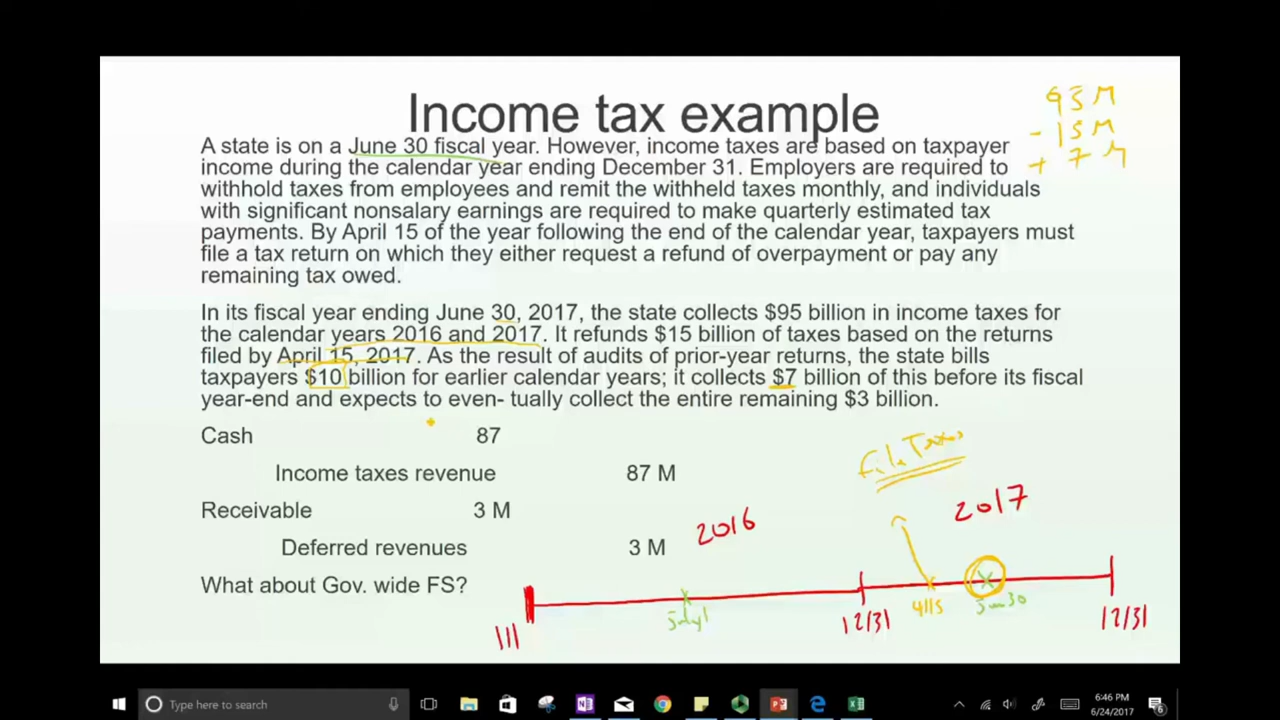 Income tax example
95 M
- 15 M
+ 7 M
A state is on a June 30 fiscal year. However, income taxes are based on taxpayer
income during the calendar year ending December 31. Employers are required to
withhold taxes from employees and remit the withheld taxes monthly, and individuals
with significant nonsalary earnings are required to make quarterly estimated tax
payments. By April 15 of the year following the end of the calendar year, taxpayers must
file a tax return on which they either request a refund of overpayment or pay any
remaining tax owed.
In its fiscal year ending June 30, 2017, the state collects $95 billion in income taxes for
the calendar years 2016 and 2017. It refunds $15 billion of taxes based on the returns
filed by April 15, 2017. As the result of audits of prior-year returns, the state bills
taxpayers $10 billion for earlier calendar years; it collects $7 billion of this before its fiscal
year-end and expects to even- tually collect the entire remaining $3 billion.
Cash 87
File Taxes
Income taxes revenue 87 M
Receivable 3 M
2016
2017
Deferred revenues 3 M
What about Gov. wide FS?
1/1
July 1
12/31
4/15
Jun 30
12/31
Type here to search
6:46 PM
6/24/2017
6